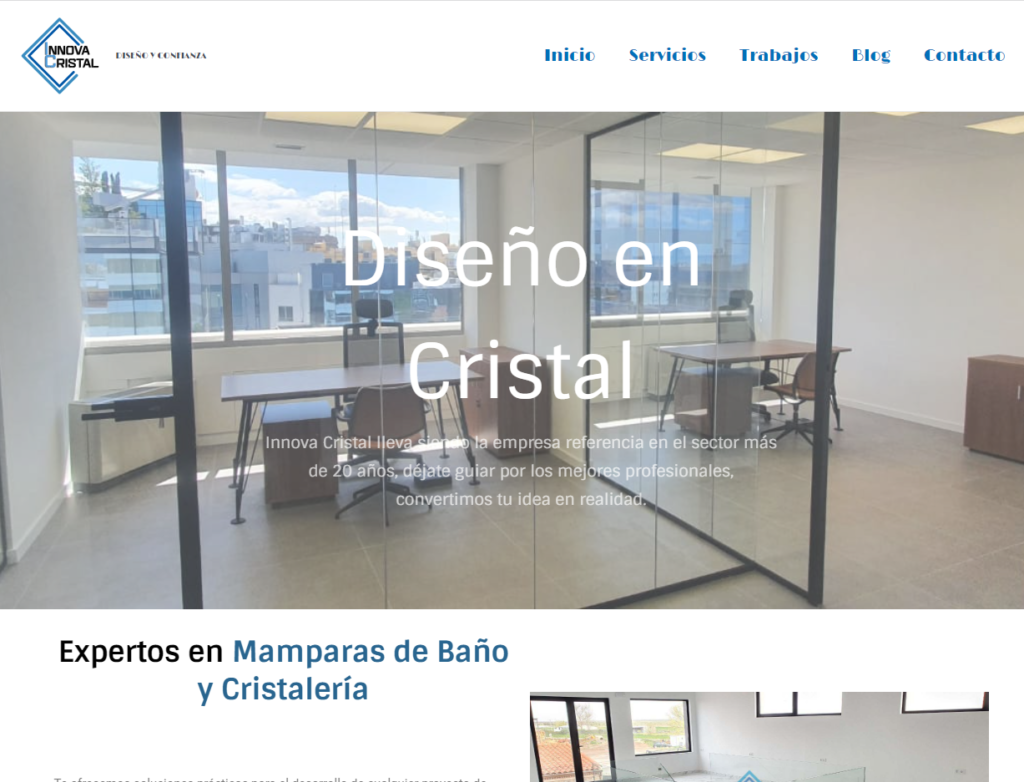 INNOVA
CRISTAL
DISEÑO Y CONFIANZA
Inicio Servicios Trabajos Blog Contacto
Diseño en
Cristal
Innova Cristal lleva siendo la empresa referencia en el sector más
de 20 años, déjate guiar por los mejores profesionales,
convertimos tu idea en realidad.
Expertos en Mamparas de Baño
y Cristalería